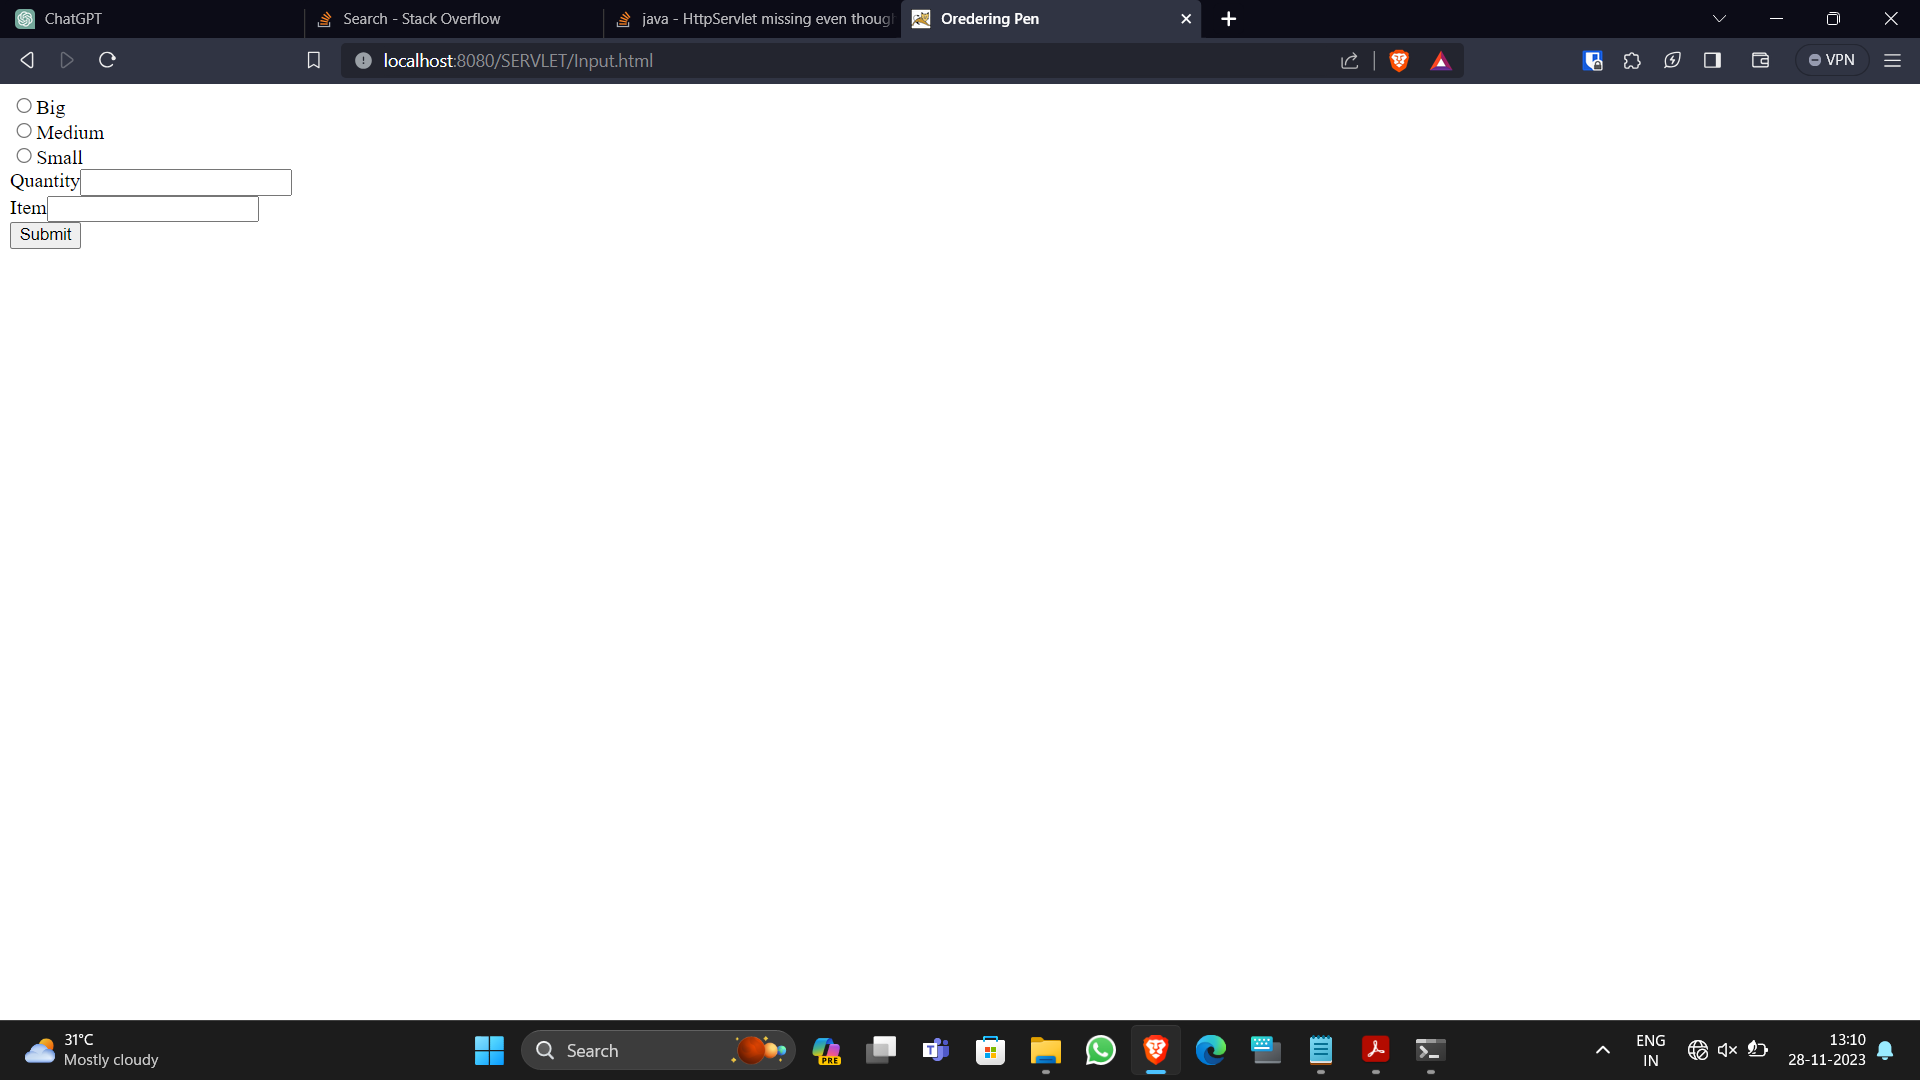 ChatGPT
Search - Stack Overflow
java - HttpServlet missing even thoug
Oredering Pen
localhost:8080/SERVLET/Input.html
VPN
Big
Medium
Small
Quantity
Item
Submit
31°C
Mostly cloudy
Search
PRE
ENG
IN
13:10
28-11-2023